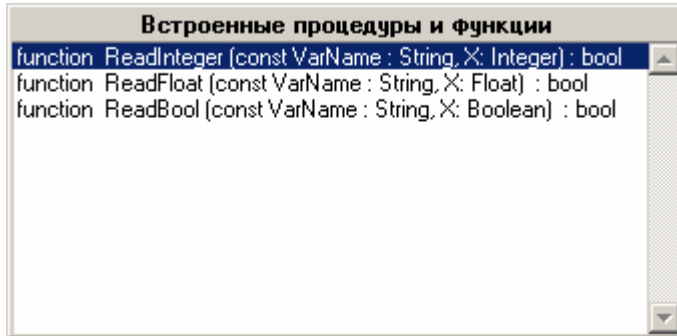 Встроенные процедуры и функции
function ReadInteger (const VarName : String, X: Integer) : bool
function ReadFloat (const VarName : String, X: Float) : bool
function ReadBool (const VarName : String, X: Boolean) : bool